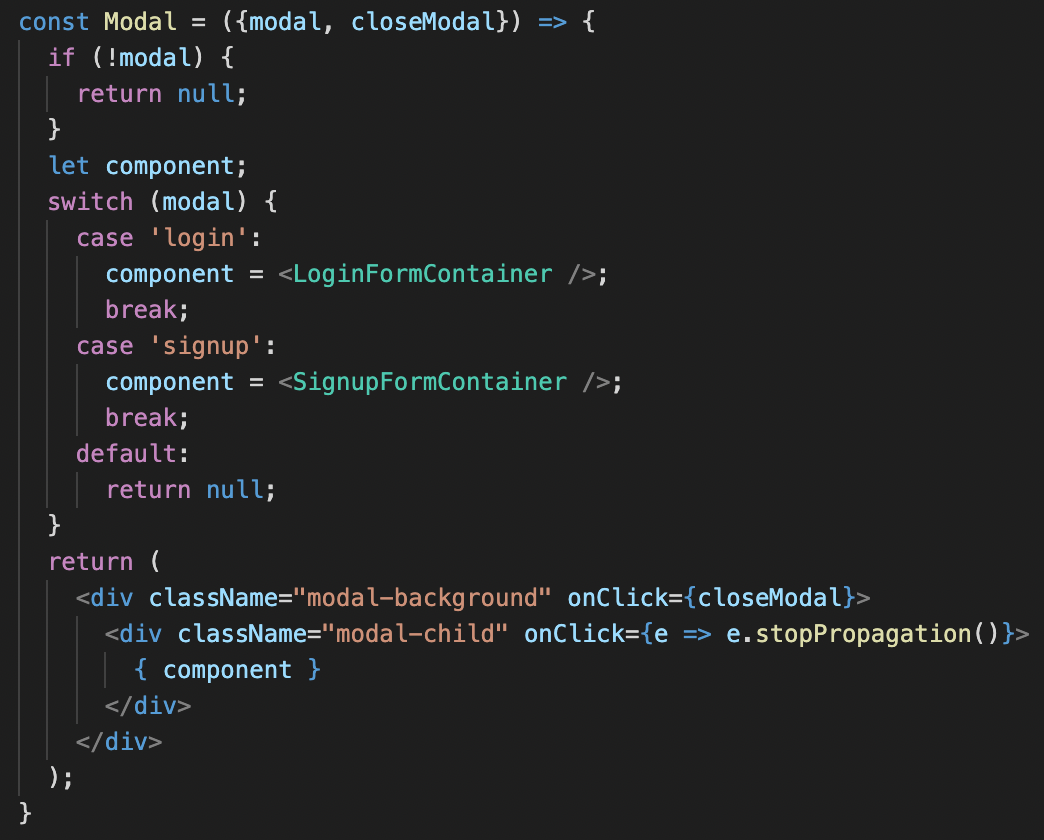 const Modal = ({modal, closeModal}) => {
  if (!modal) {
    return null;
  }
  let component;
  switch (modal) {
    case 'login':
      component = <LoginFormContainer />;
      break;
    case 'signup':
      component = <SignupFormContainer />;
      break;
    default:
      return null;
  }
  return (
    <div className="modal-background" onClick={closeModal}>
      <div className="modal-child" onClick={e => e.stopPropagation()}>
        { component }
      </div>
    </div>
  );
}